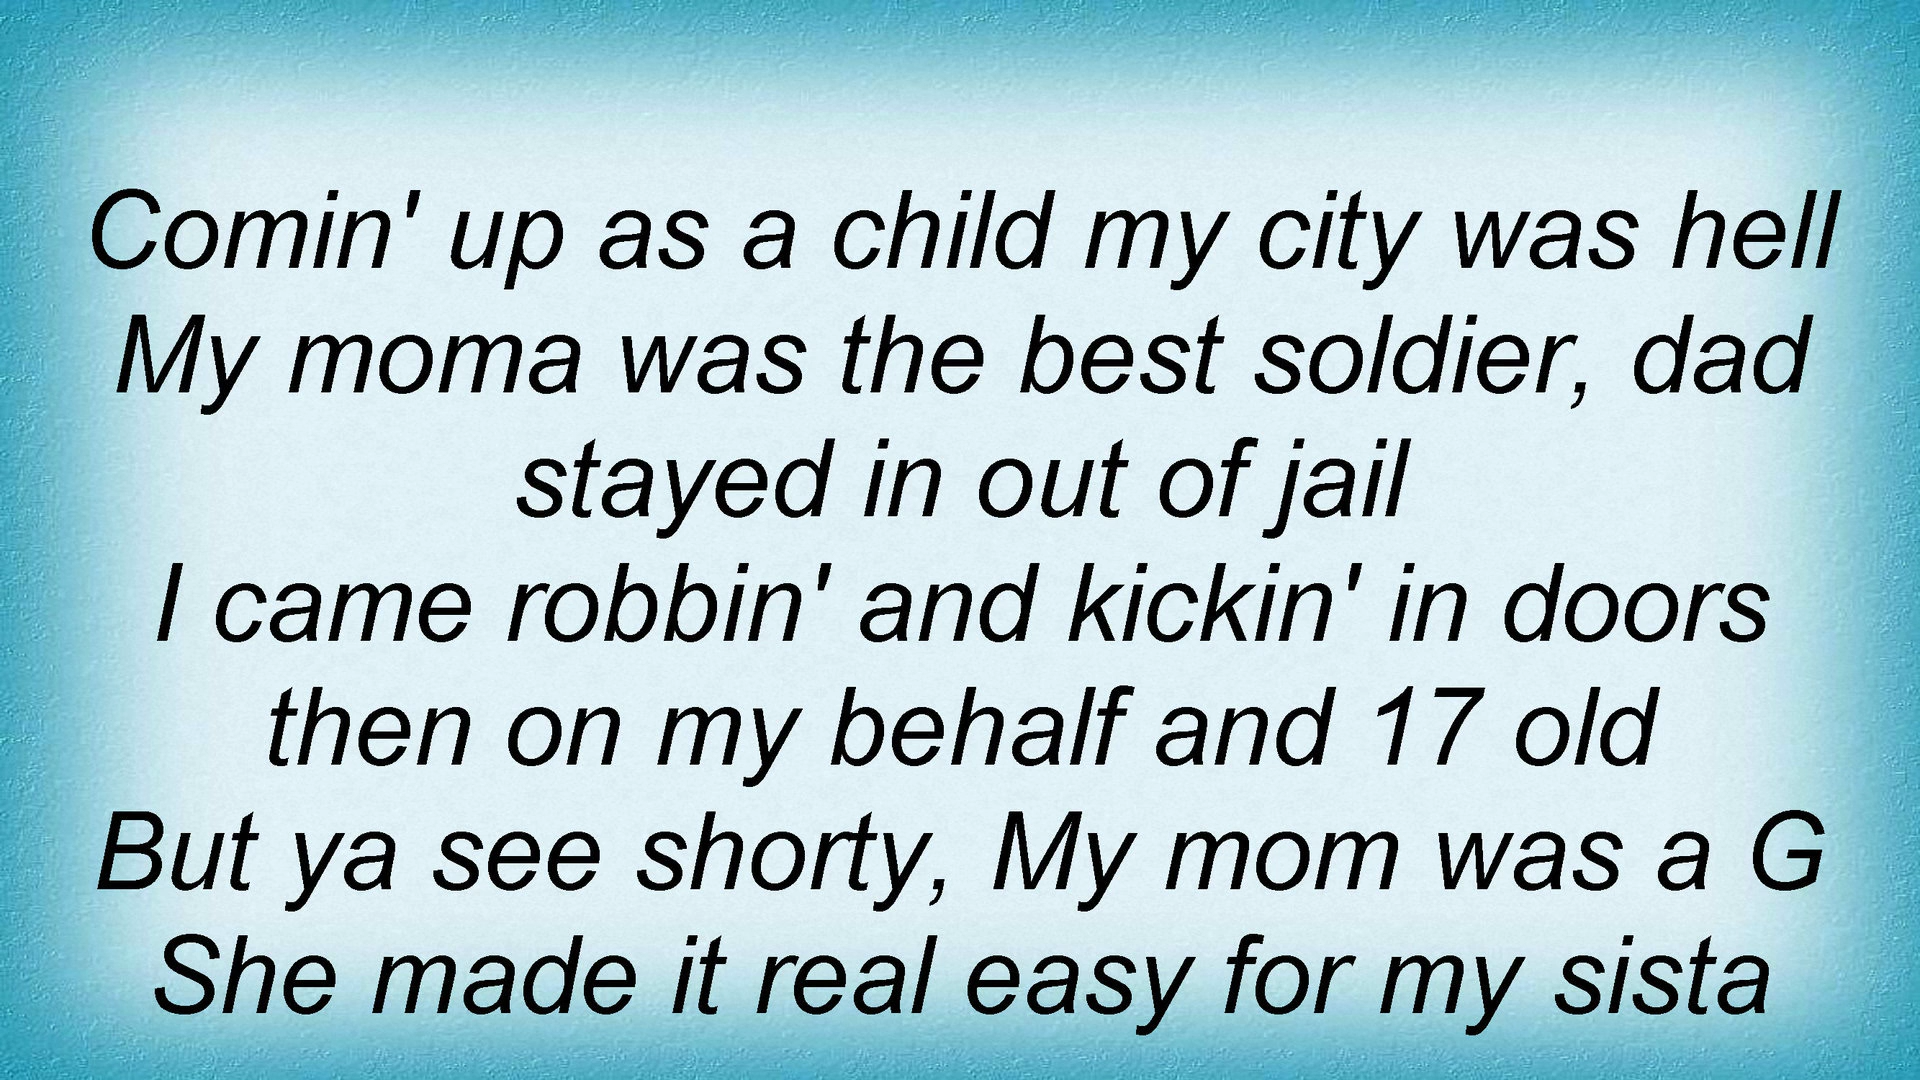 Comin' up as a child my city was hell
My moma was the best soldier, dad
stayed in out of jail
I came robbin' and kickin' in doors
then on my behalf and 17 old
But ya see shorty, My mom was a G
She made it real easy for my sista